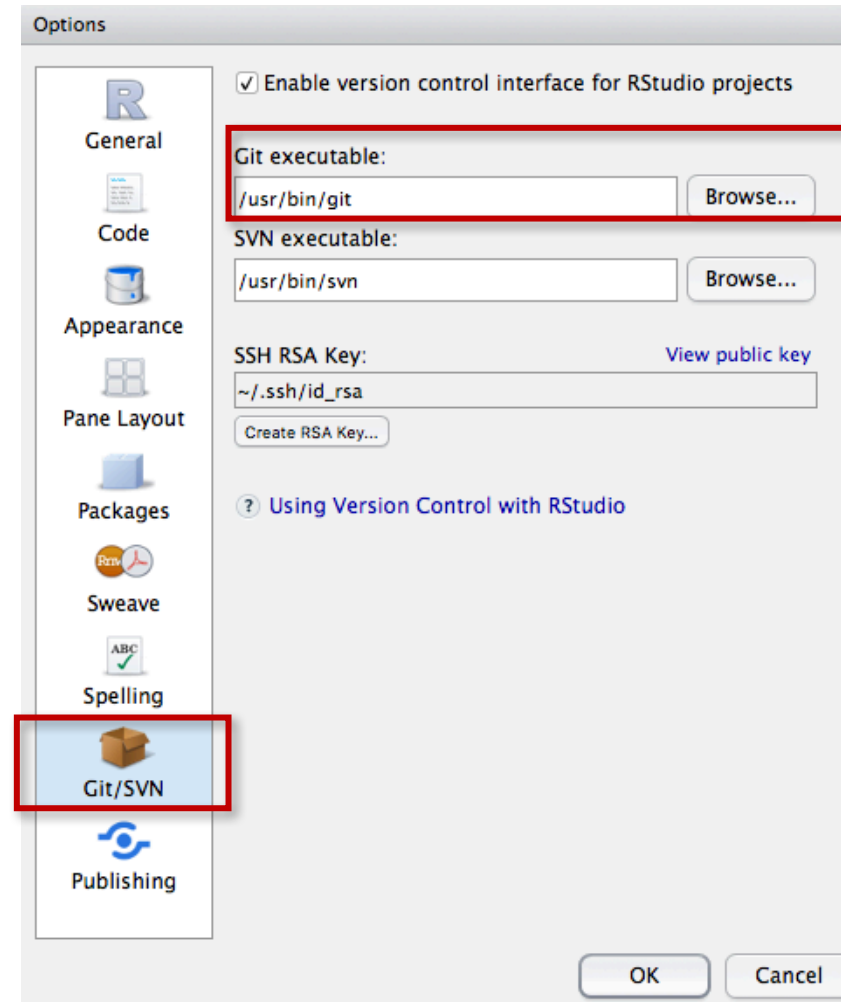 Options
Enable version control interface for RStudio projects
General
Git executable:
/usr/bin/git
Browse...
Code
SVN executable:
/usr/bin/svn
Browse...
Appearance
SSH RSA Key:
View public key
~/.ssh/id_rsa
Pane Layout
Create RSA Key...
Packages
? Using Version Control with RStudio
Rnw
Sweave
ABC
Spelling
Git/SVN
Publishing
OK
Cancel